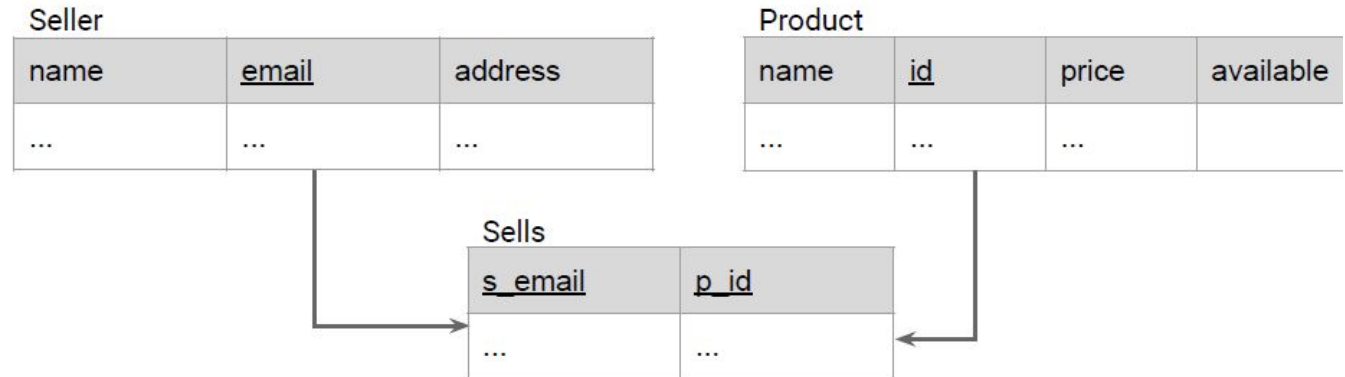 Seller
name email address
... ... ...
Product
name id price available
... ... ...
Sells
s_email p_id
... ...